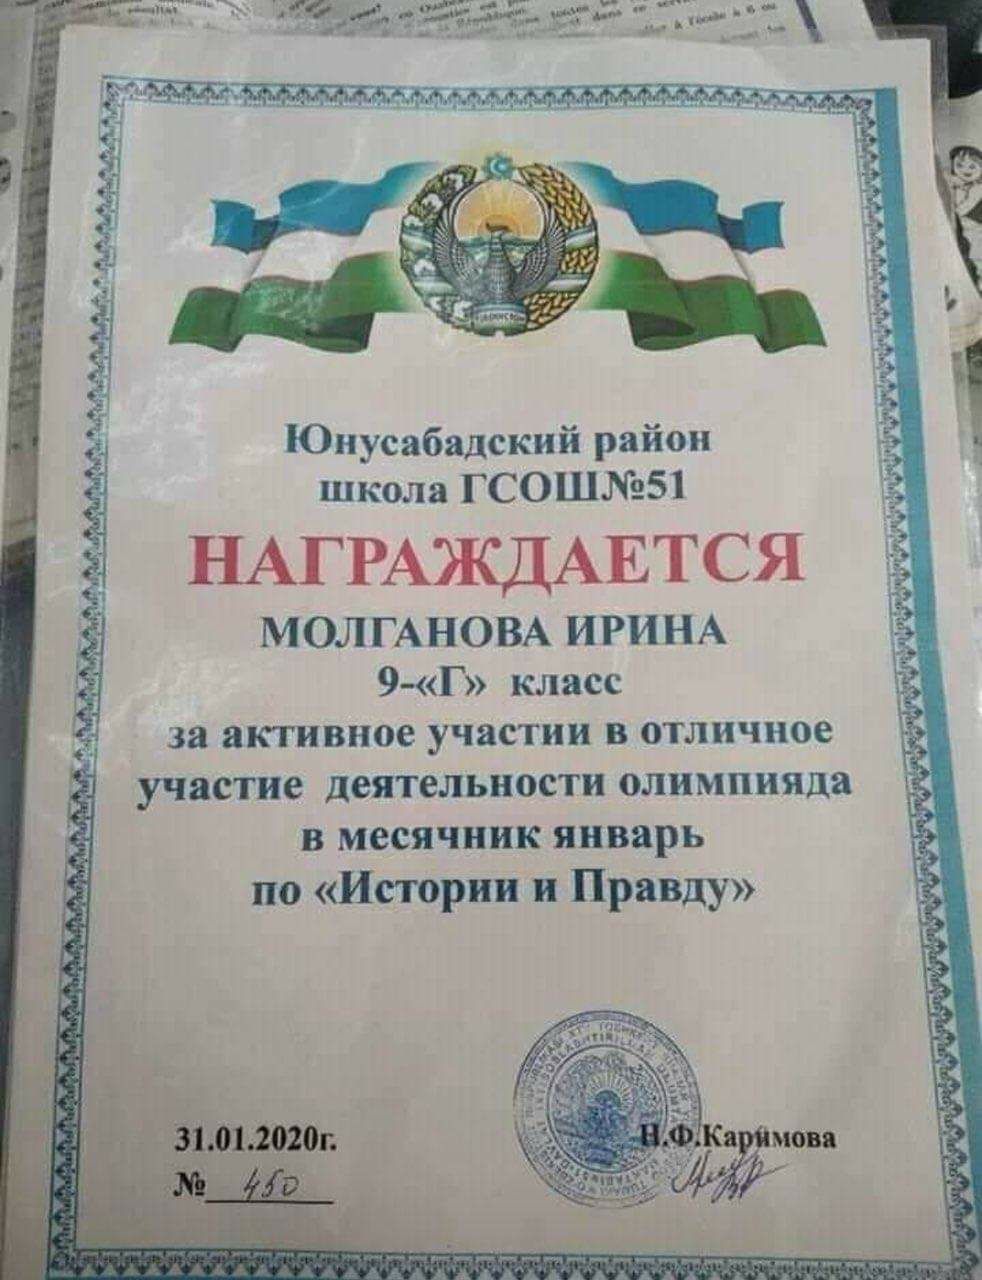 Юнусабадский район
школа ГСОШ№51
НАГРАЖДАЕТСЯ
МОЛГАНОВА ИРИНА
9-«Г» класс
за активное участии в отличное
участие деятельности олимпияда
в месячник январь
по «Истории и Правду»
31.01.2020г.
Н.Ф.Каримова
№ 450